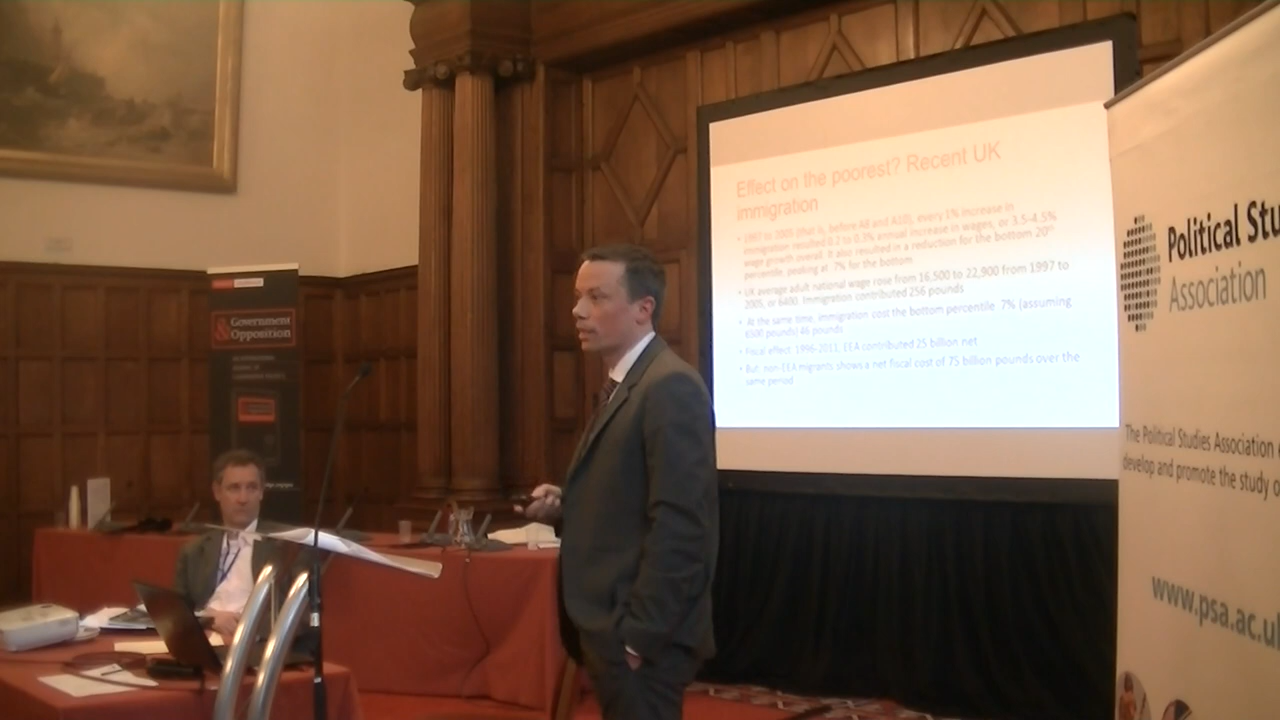 Effect on the poorest? Recent UK
immigration
1997 to 2005 (that is, before A8 and A10), every 1% increase in
immigration resulted 0.2 to 0.3% annual increase in wages, or 3.5-4.5%
wage growth overall. It also resulted in a reduction for the bottom 20th
percentile, peaking at .7% for the bottom
UK average adult national wage rose from 16,500 to 22,900 from 1997 to
2005, or 6400. Immigration contributed 256 pounds
At the same time, immigration cost the bottom percentile .7% (assuming
6500 pounds) 46 pounds
Fiscal effect: 1996-2011, EEA contributed 25 billion net
But, non-EEA migrants shows a net fiscal cost of 75 billion pounds over the
same period
Government
& Opposition
Political Stu
Association
The Political Studies Association
develop and promote the study o
www.psa.ac.u